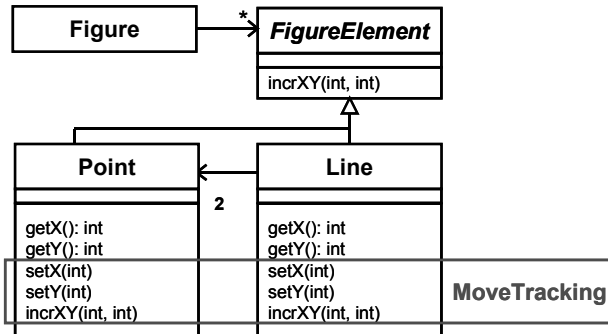 Figure
*
FigureElement
incrXY(int, int)
Point
Line
2
getX(): int
getY(): int
setX(int)
setY(int)
incrXY(int, int)
getX(): int
getY(): int
setX(int)
setY(int)
incrXY(int, int)
MoveTracking